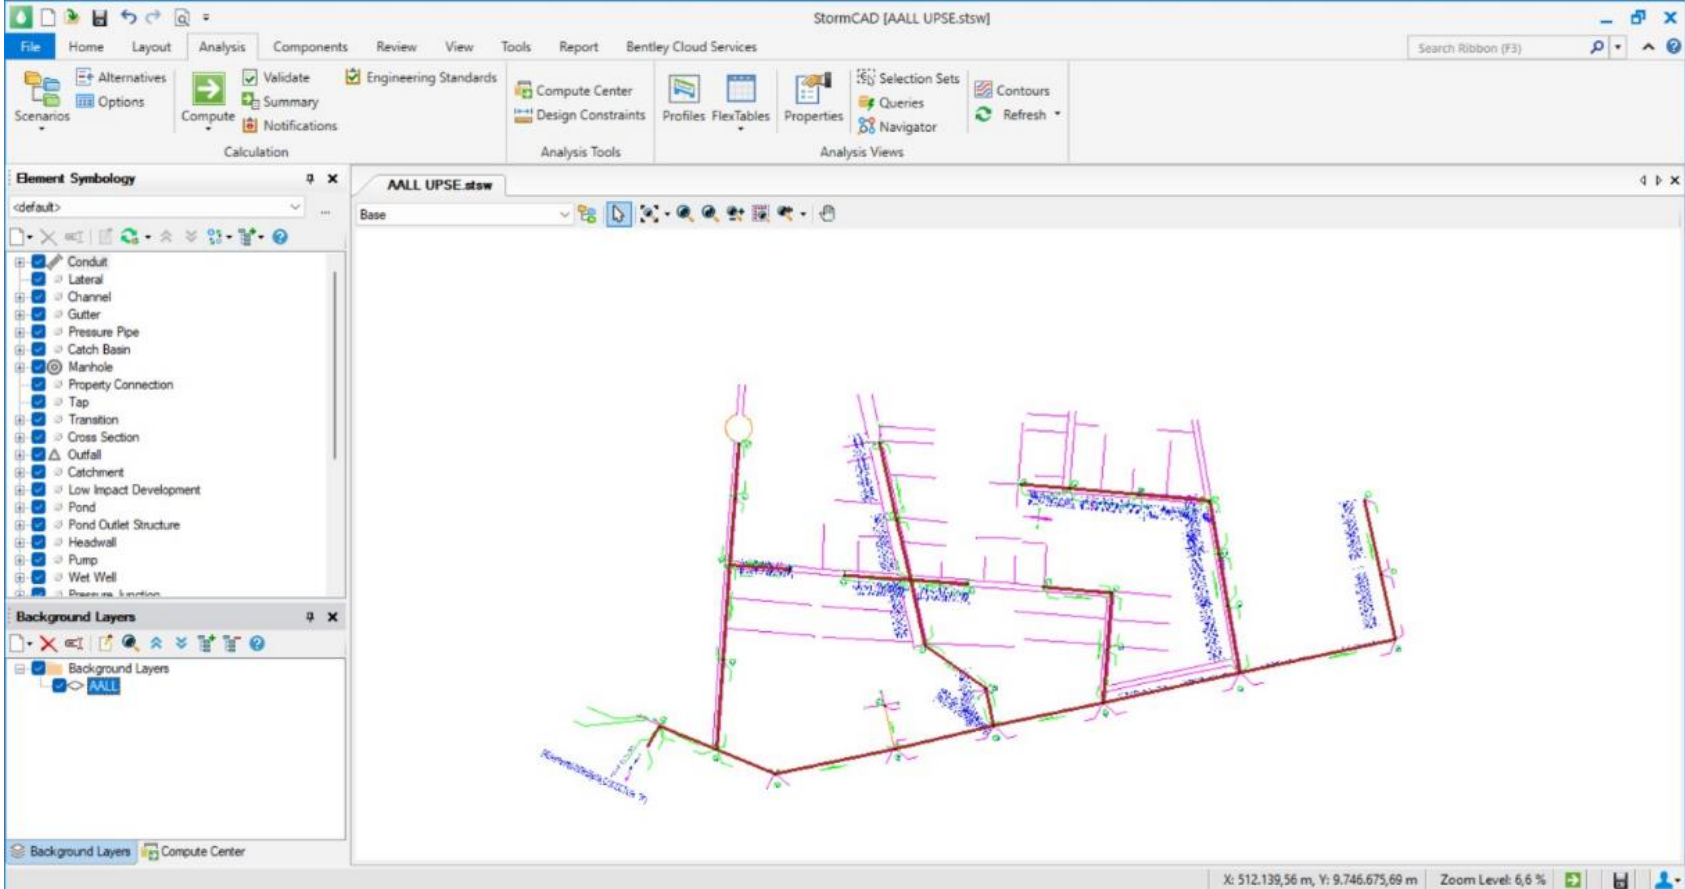 StormCAD [AALL UPSE.stsw]
File Home Layout Analysis Components Review View Tools Report Bentley Cloud Services Search Ribbon (F3)
Scenarios
Alternatives
Options
Compute
Validate
Summary
Notifications
Engineering Standards
Calculation
Compute Center
Design Constraints
Analysis Tools
Profiles
FlexTables
Properties
Selection Sets
Queries
Navigator
Contours
Refresh
Analysis Views
Element Symbology
<default>
Conduit
Lateral
Channel
Gutter
Pressure Pipe
Catch Basin
Manhole
Property Connection
Tap
Transition
Cross Section
Outfall
Catchment
Low Impact Development
Pond
Pond Outlet Structure
Headwall
Pump
Wet Well
Pressure Junction
Background Layers
Background Layers
AALL
Background Layers Compute Center
AALL UPSE.stsw
Base
X: 512.139,56 m, Y: 9.746.675,69 m Zoom Level: 6,6 %